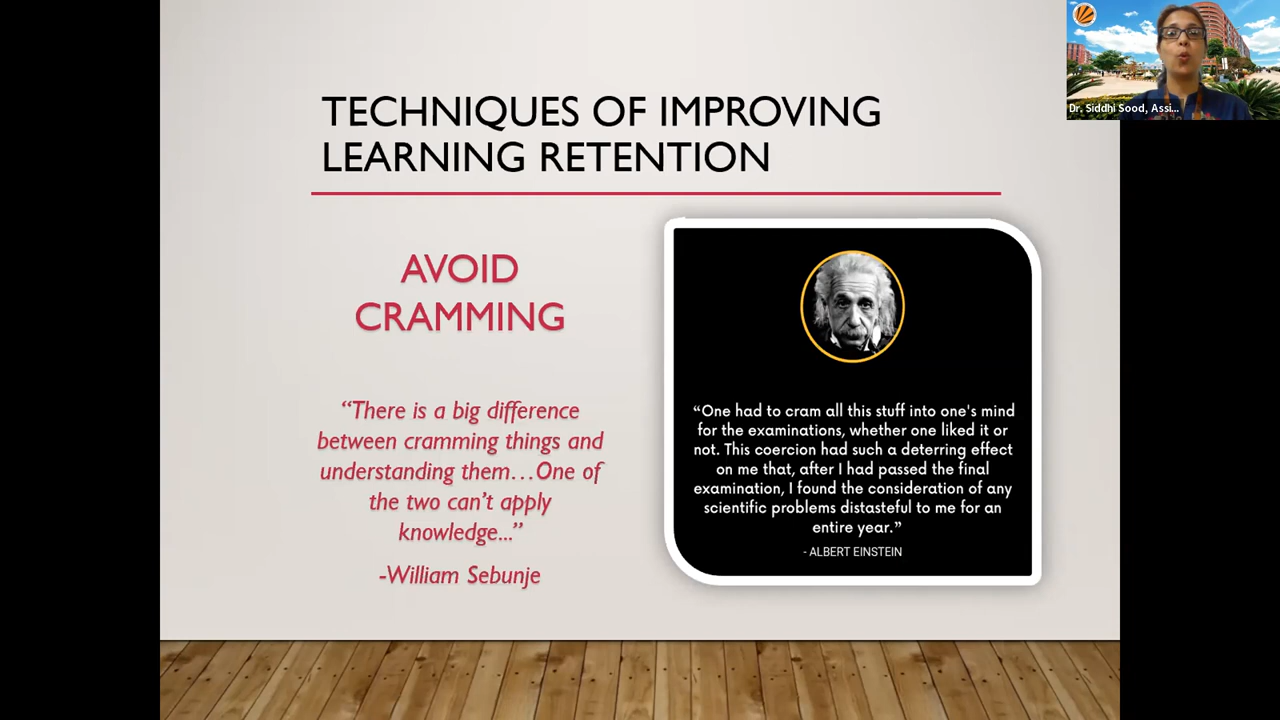 TECHNIQUES OF IMPROVING
LEARNING RETENTION
AVOID
CRAMMING
“There is a big difference
between cramming things and
understanding them…One of
the two can’t apply
knowledge...”
-William Sebunje
“One had to cram all this stuff into one's mind
for the examinations, whether one liked it or
not. This coercion had such a deterring effect
on me that, after I had passed the final
examination, I found the consideration of any
scientific problems distasteful to me for an
entire year.”
- ALBERT EINSTEIN
Dr. Siddhi Sood, Assi...